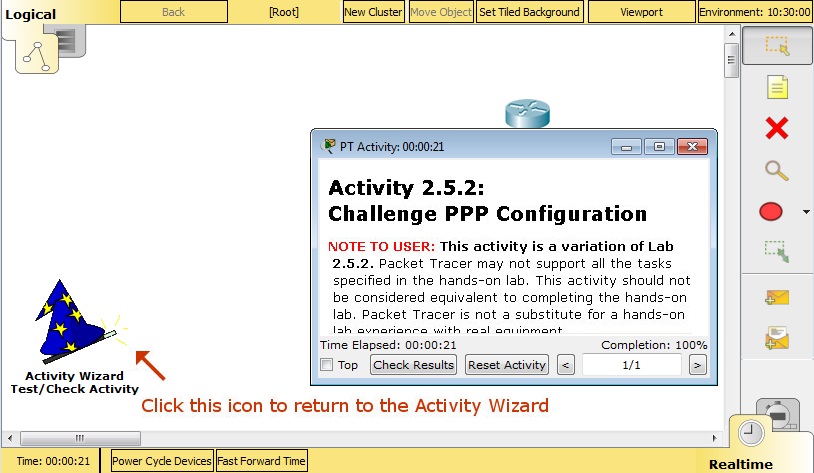 Logical
Back
[Root]
New Cluster
Move Object
Set Tiled Background
Viewport
Environment: 10:30:00
PT Activity: 00:00:21
Activity 2.5.2:
Challenge PPP Configuration
NOTE TO USER: This activity is a variation of Lab
2.5.2. Packet Tracer may not support all the tasks
specified in the hands-on lab. This activity should not
be considered equivalent to completing the hands-on
lab. Packet Tracer is not a substitute for a hands-on
lab experience with real equipment.
Time Elapsed: 00:00:21
Completion: 100%
Top
Check Results
Reset Activity
<
1/1
>
Activity Wizard
Test/Check Activity
Click this icon to return to the Activity Wizard
Time: 00:00:21
Power Cycle Devices
Fast Forward Time
Realtime